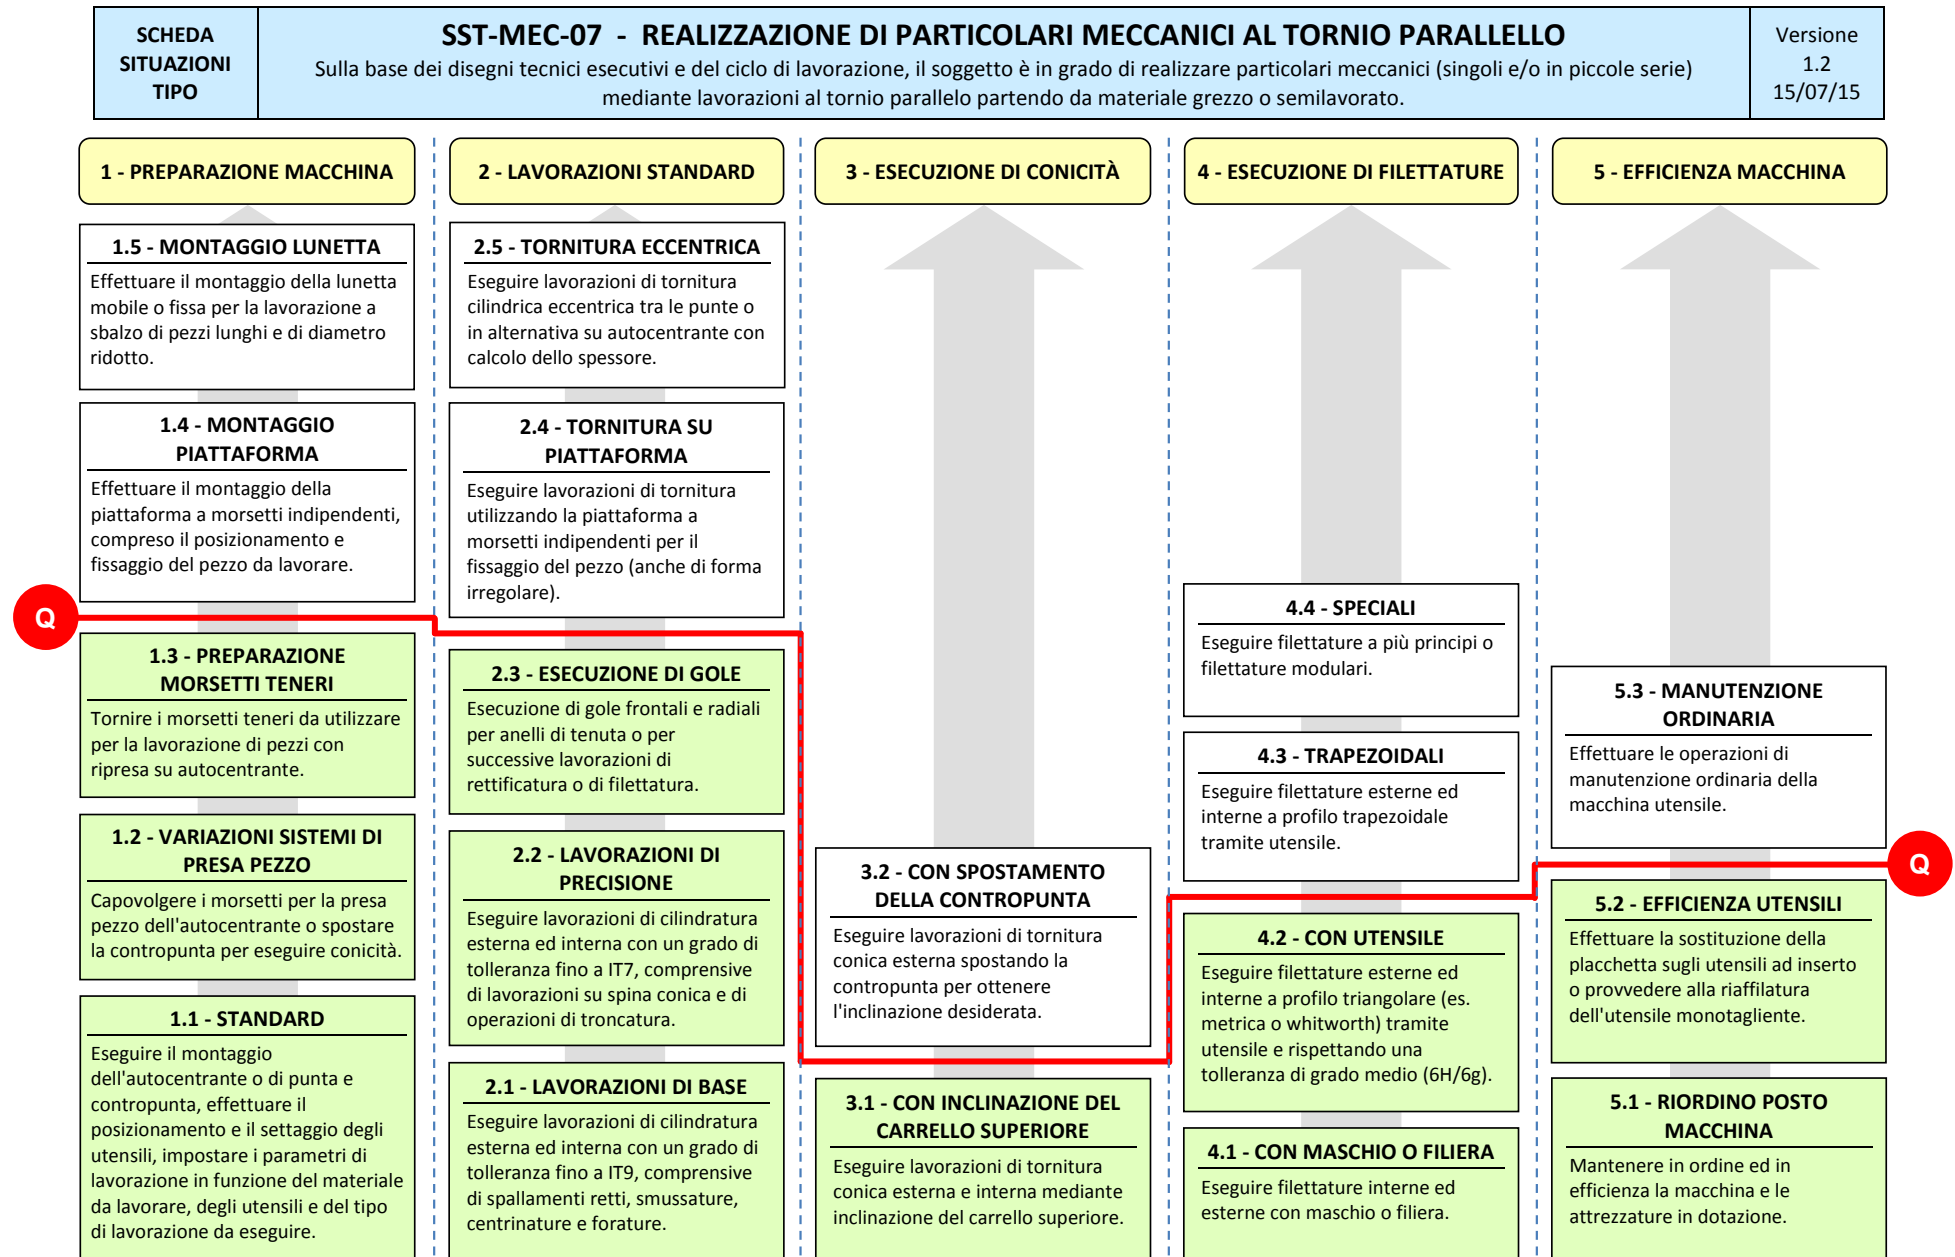 SCHEDA
SITUAZIONI
TIPO
SST-MEC-07 - REALIZZAZIONE DI PARTICOLARI MECCANICI AL TORNIO PARALLELLO
Sulla base dei disegni tecnici esecutivi e del ciclo di lavorazione, il soggetto è in grado di realizzare particolari meccanici (singoli e/o in piccole serie)
mediante lavorazioni al tornio parallelo partendo da materiale grezzo o semilavorato.
Versione
1.2
15/07/15
1 - PREPARAZIONE MACCHINA
1.5 - MONTAGGIO LUNETTA
Effettuare il montaggio della lunetta
mobile o fissa per la lavorazione a
sbalzo di pezzi lunghi e di diametro
ridotto.
1.4 - MONTAGGIO
PIATTAFORMA
Effettuare il montaggio della
piattaforma a morsetti indipendenti,
compreso il posizionamento e
fissaggio del pezzo da lavorare.
Q
1.3 - PREPARAZIONE
MORSETTI TENERI
Tornire i morsetti teneri da utilizzare
per la lavorazione di pezzi con
ripresa su autocentrante.
1.2 - VARIAZIONI SISTEMI DI
PRESA PEZZO
Capovolgere i morsetti per la presa
pezzo dell'autocentrante o spostare
la contropunta per eseguire conicità.
1.1 - STANDARD
Eseguire il montaggio
dell'autocentrante o di punta e
contropunta, effettuare il
posizionamento e il settaggio degli
utensili, impostare i parametri di
lavorazione in funzione del materiale
da lavorare, degli utensili e del tipo
di lavorazione da eseguire.
2 - LAVORAZIONI STANDARD
2.5 - TORNITURA ECCENTRICA
Eseguire lavorazioni di tornitura
cilindrica eccentrica tra le punte o
in alternativa su autocentrante con
calcolo dello spessore.
2.4 - TORNITURA SU
PIATTAFORMA
Eseguire lavorazioni di tornitura
utilizzando la piattaforma a
morsetti indipendenti per il
fissaggio del pezzo (anche di forma
irregolare).
2.3 - ESECUZIONE DI GOLE
Esecuzione di gole frontali e radiali
per anelli di tenuta o per
successive lavorazioni di
rettificatura o di filettatura.
2.2 - LAVORAZIONI DI
PRECISIONE
Eseguire lavorazioni di cilindratura
esterna ed interna con un grado di
tolleranza fino a IT7, comprensive
di lavorazioni su spina conica e di
operazioni di troncatura.
2.1 - LAVORAZIONI DI BASE
Eseguire lavorazioni di cilindratura
esterna ed interna con un grado di
tolleranza fino a IT9, comprensive
di spallamenti retti, smussature,
centrinature e forature.
3 - ESECUZIONE DI CONICITÀ
3.2 - CON SPOSTAMENTO
DELLA CONTROPUNTA
Eseguire lavorazioni di tornitura
conica esterna spostando la
contropunta per ottenere
l'inclinazione desiderata.
3.1 - CON INCLINAZIONE DEL
CARRELLO SUPERIORE
Eseguire lavorazioni di tornitura
conica esterna e interna mediante
inclinazione del carrello superiore.
4 - ESECUZIONE DI FILETTATURE
4.4 - SPECIALI
Eseguire filettature a più principi o
filettature modulari.
4.3 - TRAPEZOIDALI
Eseguire filettature esterne ed
interne a profilo trapezoidale
tramite utensile.
4.2 - CON UTENSILE
Eseguire filettature esterne ed
interne a profilo triangolare (es.
metrica o whitworth) tramite
utensile e rispettando una
tolleranza di grado medio (6H/6g).
4.1 - CON MASCHIO O FILIERA
Eseguire filettature interne ed
esterne con maschio o filiera.
5 - EFFICIENZA MACCHINA
5.3 - MANUTENZIONE
ORDINARIA
Effettuare le operazioni di
manutenzione ordinaria della
macchina utensile.
Q
5.2 - EFFICIENZA UTENSILI
Effettuare la sostituzione della
placchetta sugli utensili ad inserto
o provvedere alla riaffilatura
dell'utensile monotagliente.
5.1 - RIORDINO POSTO
MACCHINA
Mantenere in ordine ed in
efficienza la macchina e le
attrezzature in dotazione.